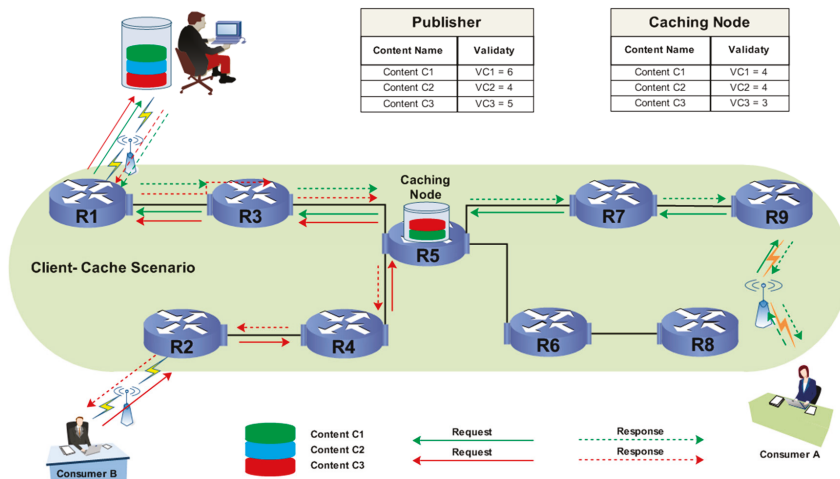 Publisher
Content Name Validaty
Content C1 VC1 = 6
Content C2 VC2 = 4
Content C3 VC3 = 5
Caching Node
Content Name Validaty
Content C1 VC1 = 4
Content C2 VC2 = 4
Content C3 VC3 = 3
Caching
Node
R1
R3
R5
R7
R9
Client- Cache Scenario
R2
R4
R6
R8
Content C1
Content C2
Content C3
Request
Response
Request
Response
Consumer B
Consumer A